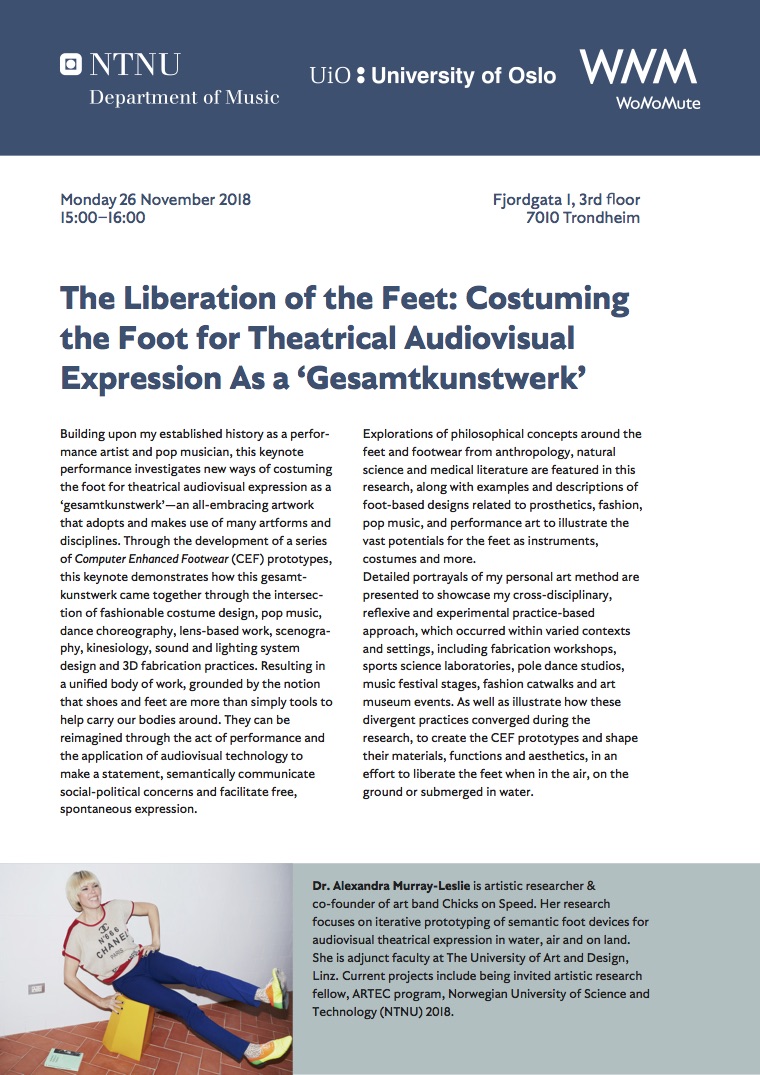 NTNU
Department of Music
UiO : University of Oslo
WNM
WoNoMute
Monday 26 November 2018
15:00–16:00
Fjordgata 1, 3rd floor
7010 Trondheim
The Liberation of the Feet: Costuming
the Foot for Theatrical Audiovisual
Expression As a ‘Gesamtkunstwerk’
Building upon my established history as a perfor-
mance artist and pop musician, this keynote
performance investigates new ways of costuming
the foot for theatrical audiovisual expression as a
‘gesamtkunstwerk’—an all-embracing artwork
that adopts and makes use of many artforms and
disciplines. Through the development of a series
of Computer Enhanced Footwear (CEF) prototypes,
this keynote demonstrates how this gesamt-
kunstwerk came together through the intersec-
tion of fashionable costume design, pop music,
dance choreography, lens-based work, scenogra-
phy, kinesiology, sound and lighting system
design and 3D fabrication practices. Resulting in
a unified body of work, grounded by the notion
that shoes and feet are more than simply tools to
help carry our bodies around. They can be
reimagined through the act of performance and
the application of audiovisual technology to
make a statement, semantically communicate
social-political concerns and facilitate free,
spontaneous expression.
Explorations of philosophical concepts around the
feet and footwear from anthropology, natural
science and medical literature are featured in this
research, along with examples and descriptions of
foot-based designs related to prosthetics, fashion,
pop music, and performance art to illustrate the
vast potentials for the feet as instruments,
costumes and more.
Detailed portrayals of my personal art method are
presented to showcase my cross-disciplinary,
reflexive and experimental practice-based
approach, which occurred within varied contexts
and settings, including fabrication workshops,
sports science laboratories, pole dance studios,
music festival stages, fashion catwalks and art
museum events. As well as illustrate how these
divergent practices converged during the
research, to create the CEF prototypes and shape
their materials, functions and aesthetics, in an
effort to liberate the feet when in the air, on the
ground or submerged in water.
N°666
CHANEL
PARIS
Dr. Alexandra Murray-Leslie is artistic researcher &
co-founder of art band Chicks on Speed. Her research
focuses on iterative prototyping of semantic foot devices for
audiovisual theatrical expression in water, air and on land.
She is adjunct faculty at The University of Art and Design,
Linz. Current projects include being invited artistic research
fellow, ARTEC program, Norwegian University of Science and
Technology (NTNU) 2018.